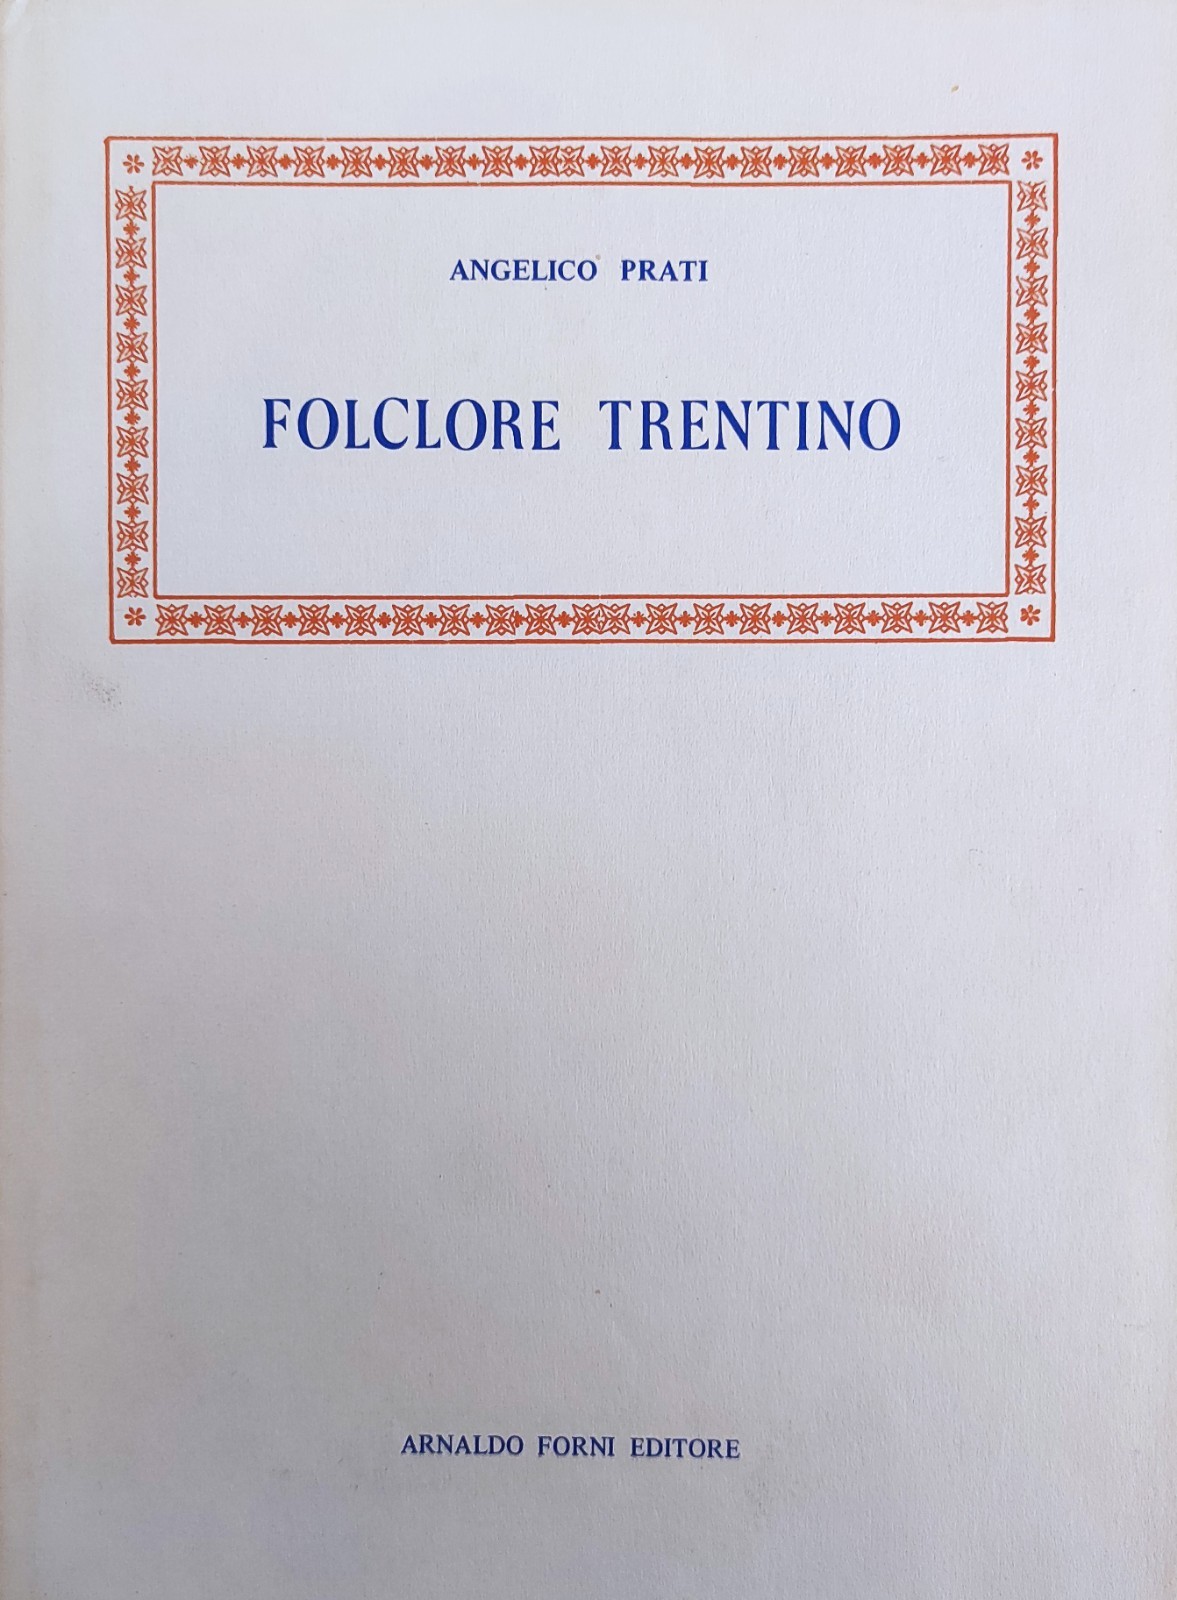 ANGELICO PRATI
FOLCLORE TRENTINO
ARNALDO FORNI EDITORE